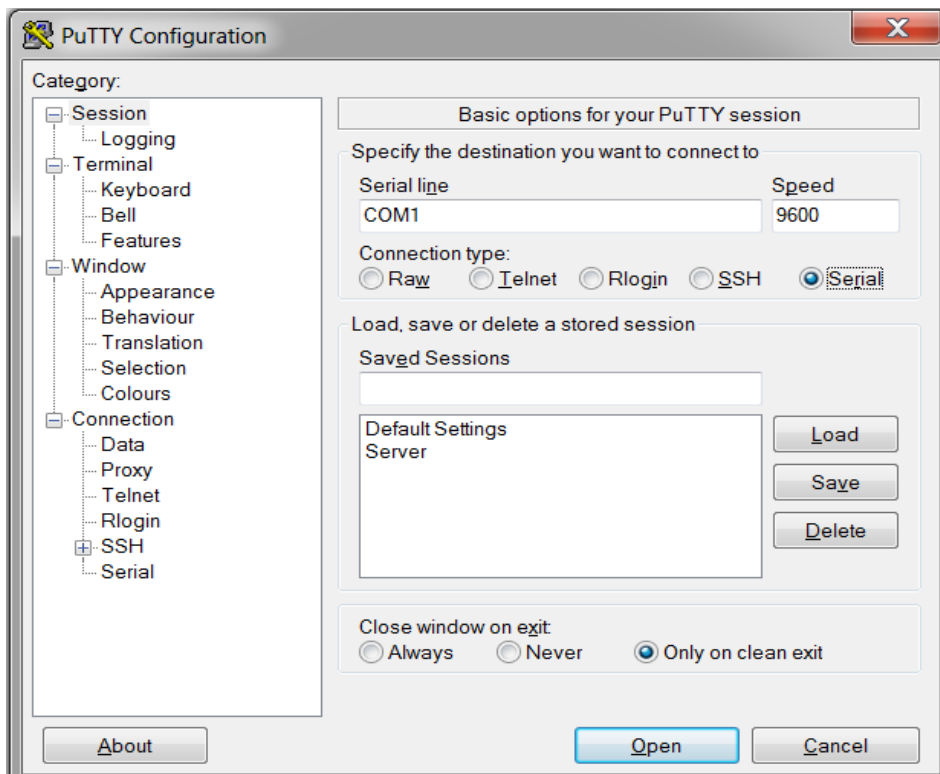 PuTTY Configuration
X
Category:
Session
Logging
Terminal
Keyboard
Bell
Features
Window
Appearance
Behaviour
Translation
Selection
Colours
Connection
Data
Proxy
Telnet
Rlogin
SSH
Serial
Basic options for your PuTTY session
Specify the destination you want to connect to
Serial line Speed
COM1 9600
Connection type:
Raw Telnet Rlogin SSH Serial
Load, save or delete a stored session
Saved Sessions
Default Settings
Server
Load
Save
Delete
Close window on exit:
Always Never Only on clean exit
About Open Cancel